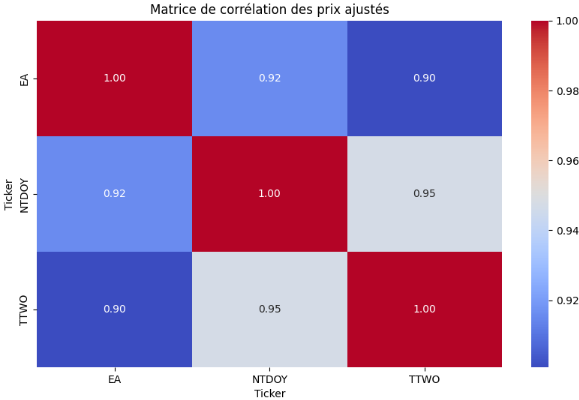 Matrice de corrélation des prix ajustés
EA 1.00 0.92 0.90
NTDOY 0.92 1.00 0.95
TTWO 0.90 0.95 1.00
Ticker
EA NTDOY TTWO
Ticker
1.00
0.98
0.96
0.94
0.92